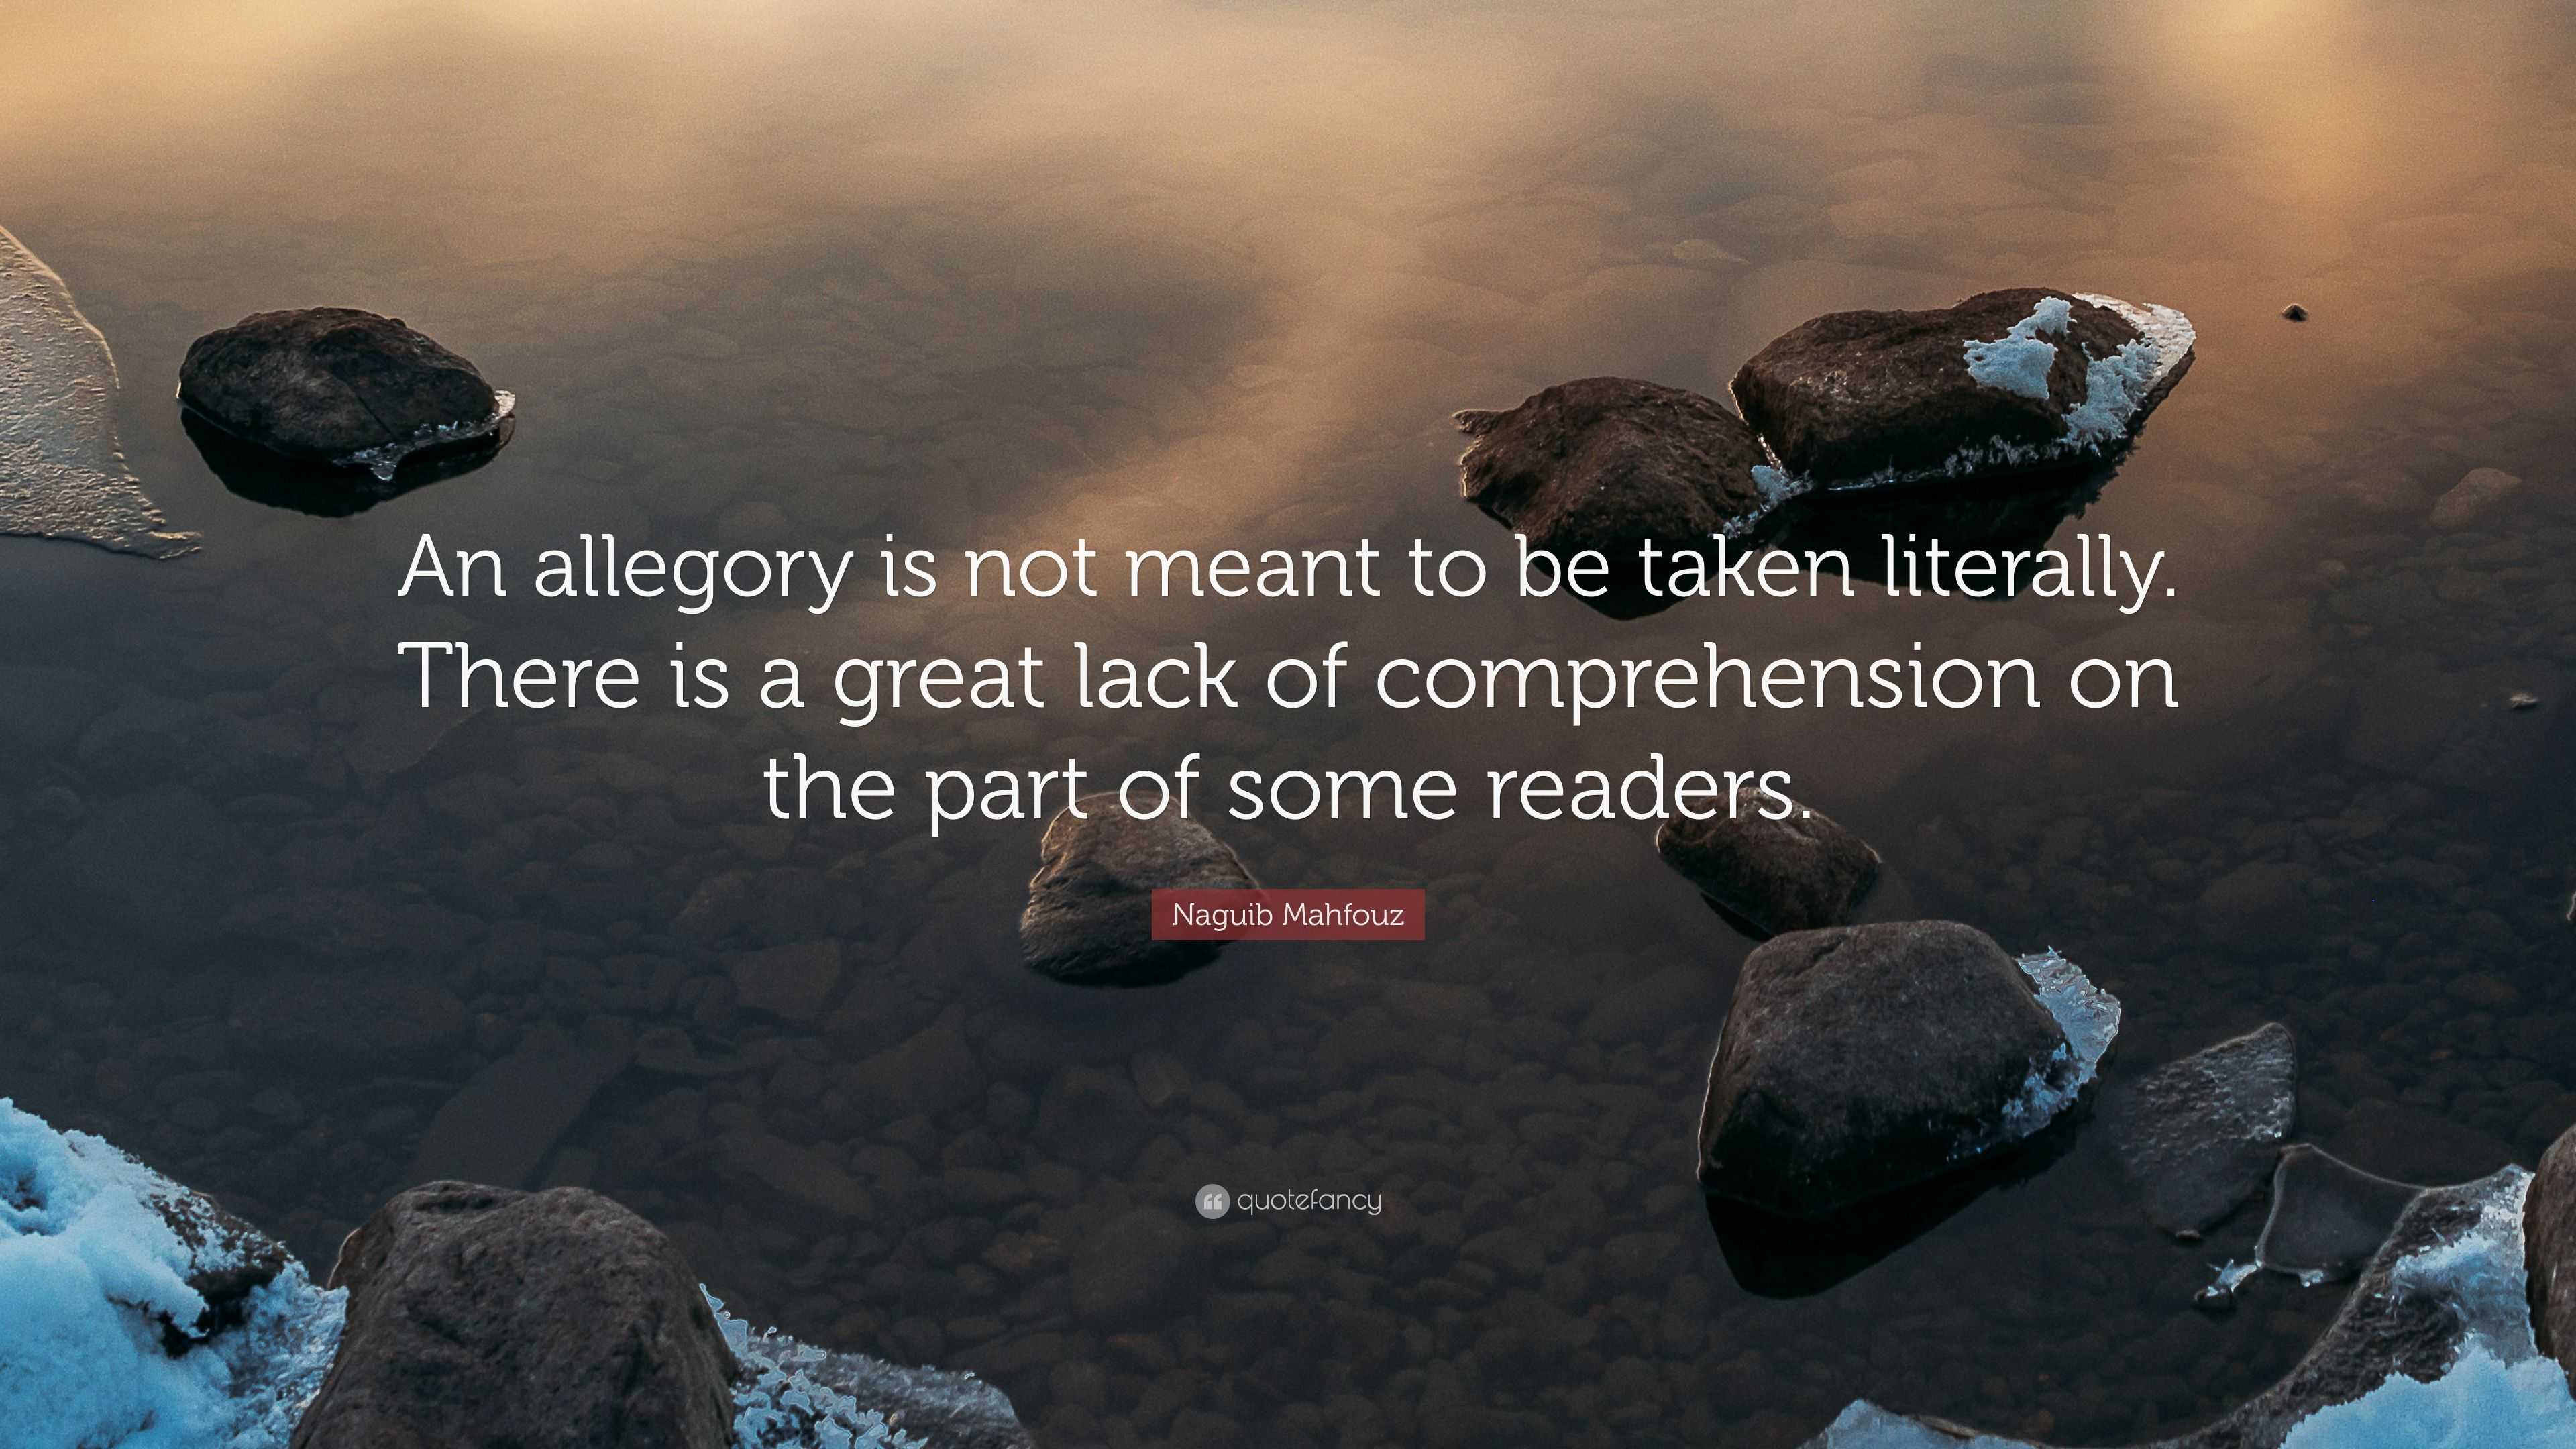 An allegory is not meant to be taken literally.
There is a great lack of comprehension on
the part of some readers.
Naguib Mahfouz
quotefancy